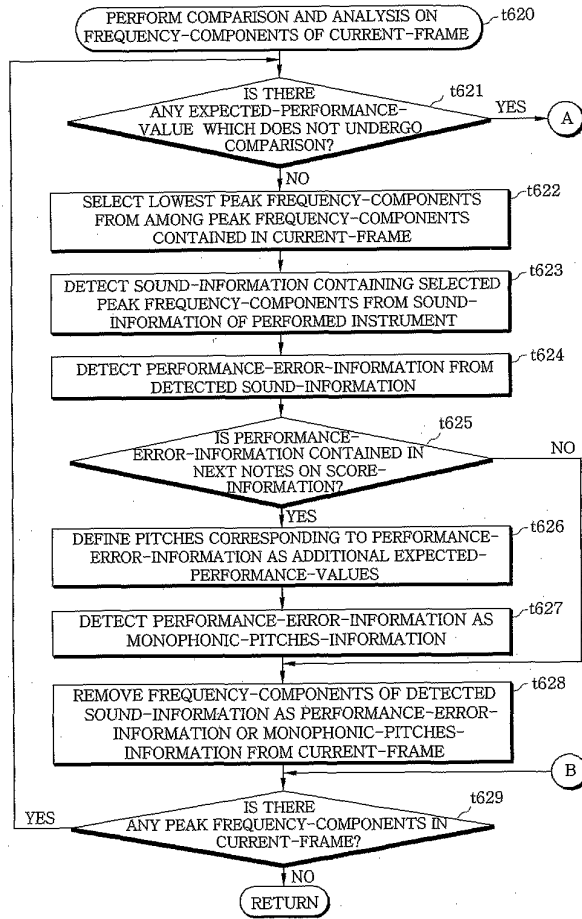 PERFORM COMPARISON AND ANALYSIS ON
FREQUENCY-COMPONENTS OF CURRENT-FRAME
t620
IS THERE
ANY EXPECTED-PERFORMANCE-
VALUE WHICH DOES NOT UNDERGO
COMPARISON?
t621
YES
A
NO
SELECT LOWEST PEAK FREQUENCY-COMPONENTS
FROM AMONG PEAK FREQUENCY-COMPONENTS
CONTAINED IN CURRENT-FRAME
t622
DETECT SOUND-INFORMATION CONTAINING SELECTED
PEAK FREQUENCY-COMPONENTS FROM SOUND-
INFORMATION OF PERFORMED INSTRUMENT
t623
DETECT PERFORMANCE-ERROR-INFORMATION FROM
DETECTED SOUND-INFORMATION
t624
IS PERFORMANCE-
ERROR-INFORMATION CONTAINED IN
NEXT NOTES ON SCORE-
INFORMATION?
t625
NO
YES
DEFINE PITCHES CORRESPONDING TO PERFORMANCE-
ERROR-INFORMATION AS ADDITIONAL EXPECTED-
PERFORMANCE-VALUES
t626
DETECT PERFORMANCE-ERROR-INFORMATION AS
MONOPHONIC-PITCHES-INFORMATION
t627
REMOVE FREQUENCY-COMPONENTS OF DETECTED
SOUND-INFORMATION AS PERFORMANCE-ERROR-
INFORMATION OR MONOPHONIC-PITCHES-
INFORMATION FROM CURRENT-FRAME
t628
B
IS THERE
ANY PEAK FREQUENCY-COMPONENTS IN
CURRENT-FRAME?
t629
YES
NO
RETURN